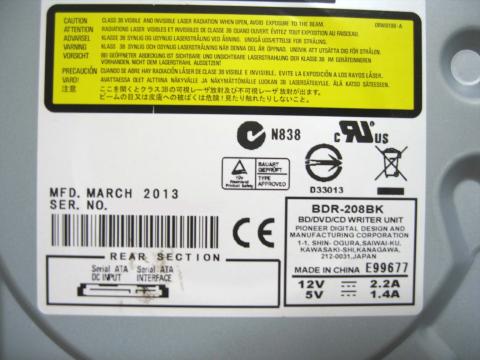 CAUTION CLASS 3B VISIBLE AND INVISIBLE LASER RADIATION WHEN OPEN, AVOID EXPOSURE TO THE BEAM.
ATTENTION RADIATIONS LASER VISIBLES ET INVISIBLES DE CLASSE 3B QUAND OUVERT. EVITEZ TOUT EXPOSITION AU FAISCEAU.
ADVARSEL KLASSE 3B SYNLIG OG USYNLIG LASERSTRÅLING VED ÅBNING. UNDGÅ UDSÆTTELSE FOR STRÅLING.
VARNING KLASS 3B SYNLIG OCH OSYNLIG LASERSTRÅLNING NÄR DENNA DEL ÄR ÖPPNAD. UNDVIK ATT UTSÄTTA DIG FÖR STRÅLEN.
VORSICHT BEI GEÖFFNETER ABDECKUNG IST SICHTBARE UND UNSICHTBARE LASERSTRAHLUNG DER KLASSE 3B IM GERÄTEINNEREN
VORHANDEN. NICHT DEM LASERSTRAHL AUSSETZEN!
PRECAUCIÓN CUANDO SE ABRE HAY RADIACIÓN LÁSER DE CLASE 3B VISIBLE E INVISIBLE, EVITE LA EXPOSICIÓN A LOS RAYOS LÁSER.
VARO! AVATTAESSA OLET ALTTIINA NÄKYVÄÄ JA NÄKYMÄTTÖMÄLLE LUOKAN 3B LASERSÄTEILYLLE. ÄLÄ KATSO SÄTEESEEN.
注意 ここを開くとクラス3Bの可視レーザ放射及び不可視レーザ放射が出ます。
ビームの目又は皮膚への被ばくは危険！見たり触れたりしないこと。
N838
US
BAUART GEPRÜFT
TYPE APPROVED
D33013
MFD. MARCH 2013
SER. NO.
REAR SECTION
Serial ATA DC INPUT
Serial ATA INTERFACE
BDR-208BK
BD/DVD/CD WRITER UNIT
PIONEER DIGITAL DESIGN AND
MANUFACTURING CORPORATION
1-1, SHIN-OGURA,SAIWAI-KU,
KAWASAKI-SHI,KANAGAWA,
212-0031,JAPAN
MADE IN CHINA E99677
12V 2.2A
5V 1.4A